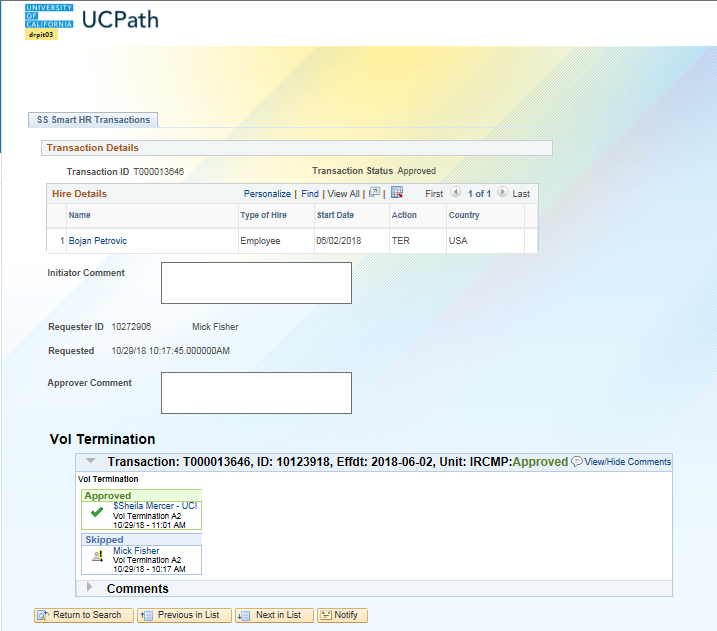 UNIVERSITY
OF
CALIFORNIA
UCPath
drpit03
SS Smart HR Transactions
Transaction Details
Transaction ID T000013646 Transaction Status Approved
Hire Details Personalize | Find | View All | | First 1 of 1 Last
Name Type of Hire Start Date Action Country
1 Bojan Petrovic Employee 06/02/2018 TER USA
Initiator Comment
Requester ID 10272906 Mick Fisher
Requested 10/29/18 10:17:45.000000AM
Approver Comment
Vol Termination
Transaction: T000013646, ID: 10123918, Effdt: 2018-06-02, Unit: IRCMP:Approved View/Hide Comments
Vol Termination
Approved
$Sheila Mercer - UCI
Vol Termination A2
10/29/18 - 11:01 AM
Skipped
Mick Fisher
Vol Termination A2
10/29/18 - 10:17 AM
Comments
Return to Search Previous in List Next in List Notify